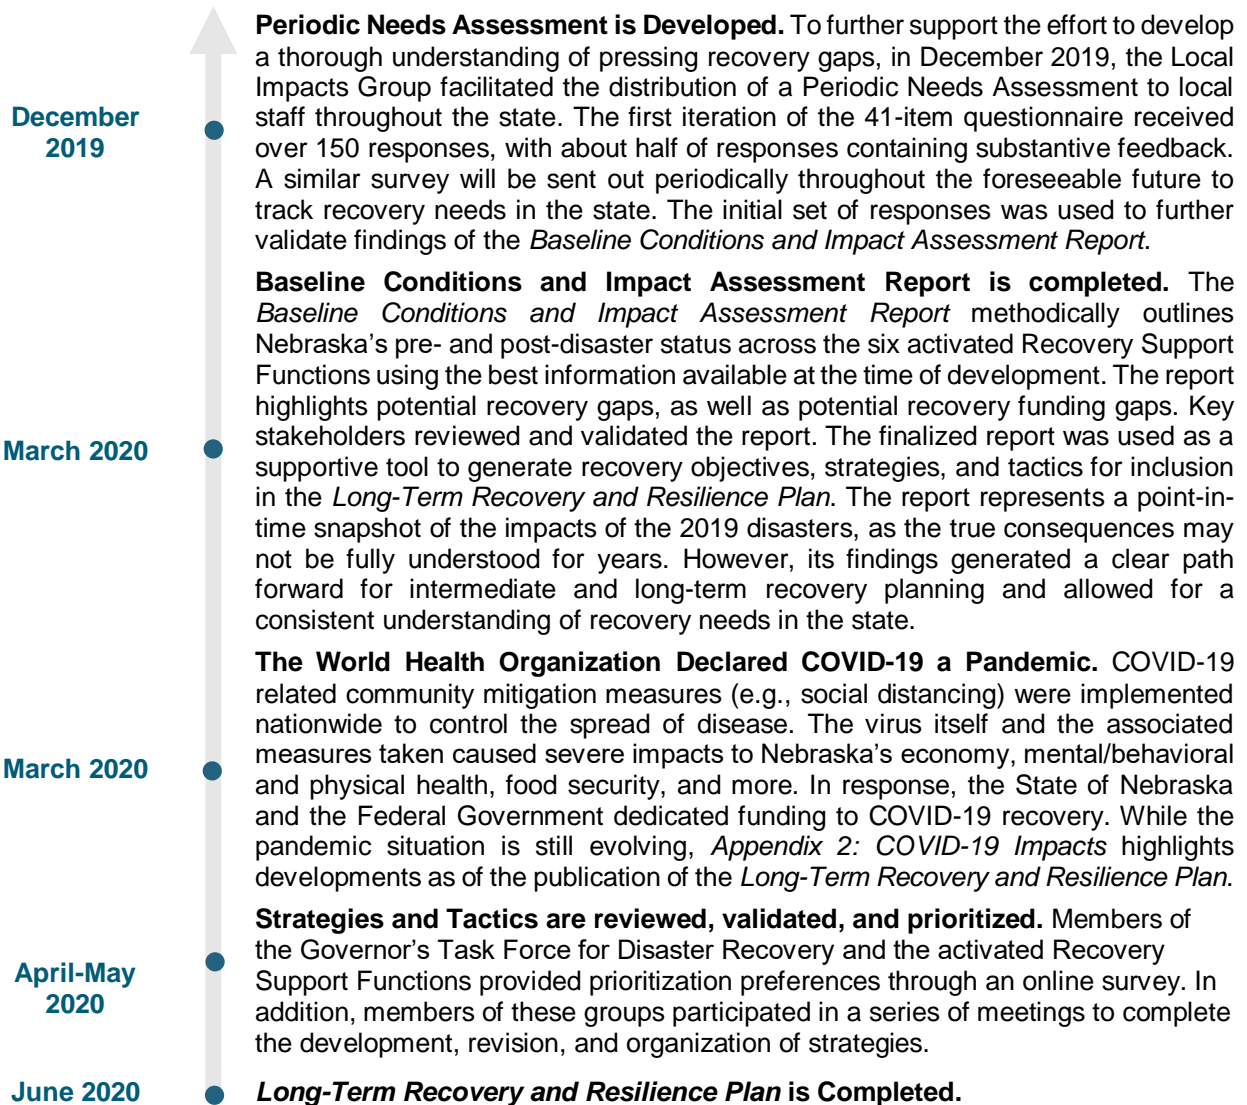 Periodic Needs Assessment is Developed. To further support the effort to develop
a thorough understanding of pressing recovery gaps, in December 2019, the Local
Impacts Group facilitated the distribution of a Periodic Needs Assessment to local
staff throughout the state. The first iteration of the 41-item questionnaire received
over 150 responses, with about half of responses containing substantive feedback.
A similar survey will be sent out periodically throughout the foreseeable future to
track recovery needs in the state. The initial set of responses was used to further
validate findings of the Baseline Conditions and Impact Assessment Report.
December
2019
Baseline Conditions and Impact Assessment Report is completed. The
Baseline Conditions and Impact Assessment Report methodically outlines
Nebraska's pre- and post-disaster status across the six activated Recovery Support
Functions using the best information available at the time of development. The report
highlights potential recovery gaps, as well as potential recovery funding gaps. Key
stakeholders reviewed and validated the report. The finalized report was used as a
supportive tool to generate recovery objectives, strategies, and tactics for inclusion
in the Long-Term Recovery and Resilience Plan. The report represents a point-in-
time snapshot of the impacts of the 2019 disasters, as the true consequences may
not be fully understood for years. However, its findings generated a clear path
forward for intermediate and long-term recovery planning and allowed for a
consistent understanding of recovery needs in the state.
March 2020
The World Health Organization Declared COVID-19 a Pandemic. COVID-19
related community mitigation measures (e.g., social distancing) were implemented
nationwide to control the spread of disease. The virus itself and the associated
measures taken caused severe impacts to Nebraska's economy, mental/behavioral
and physical health, food security, and more. In response, the State of Nebraska
and the Federal Government dedicated funding to COVID-19 recovery. While the
pandemic situation is still evolving, Appendix 2: COVID-19 Impacts highlights
developments as of the publication of the Long-Term Recovery and Resilience Plan.
March 2020
Strategies and Tactics are reviewed, validated, and prioritized. Members of
the Governor's Task Force for Disaster Recovery and the activated Recovery
Support Functions provided prioritization preferences through an online survey. In
addition, members of these groups participated in a series of meetings to complete
the development, revision, and organization of strategies.
April-May
2020
June 2020
Long-Term Recovery and Resilience Plan is Completed.